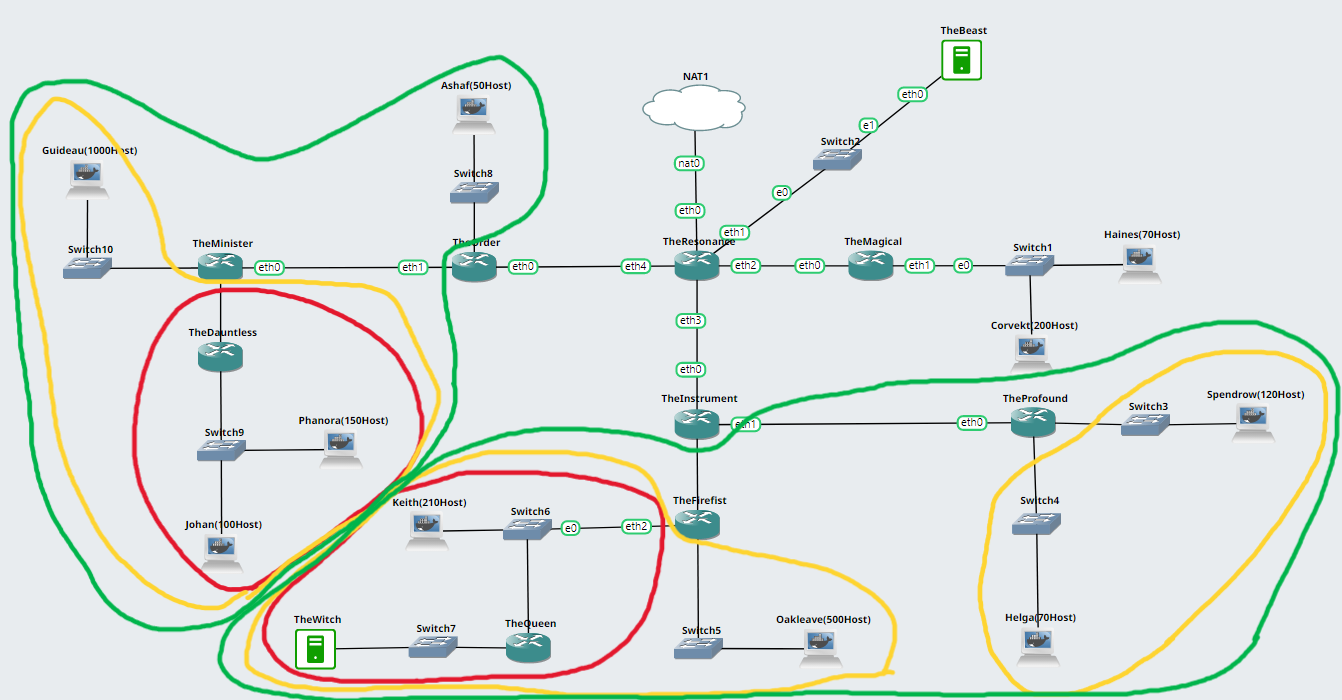 TheBeast
NAT1
Ashaf(50Host)
eth0
e1
Switch2
Guideau(1000Host)
nat0
Switch8
e0
eth0
eth1
TheMinister
TheOrder
TheResonance
TheMagical
Switch1
Haines(70Host)
Switch10
eth0
eth1
eth0
eth4
eth2
eth0
eth1
e0
eth3
Corvekt(200Host)
TheDauntless
eth0
TheInstrument
TheProfound
Switch3
Spendrow(120Host)
eth1
eth0
Phanora(150Host)
Switch9
Keith(210Host)
TheFirefist
Switch4
Switch6
Johan(100Host)
e0
eth2
TheWitch
Switch7
TheQueen
Switch5
Oakleave(500Host)
Helga(70Host)